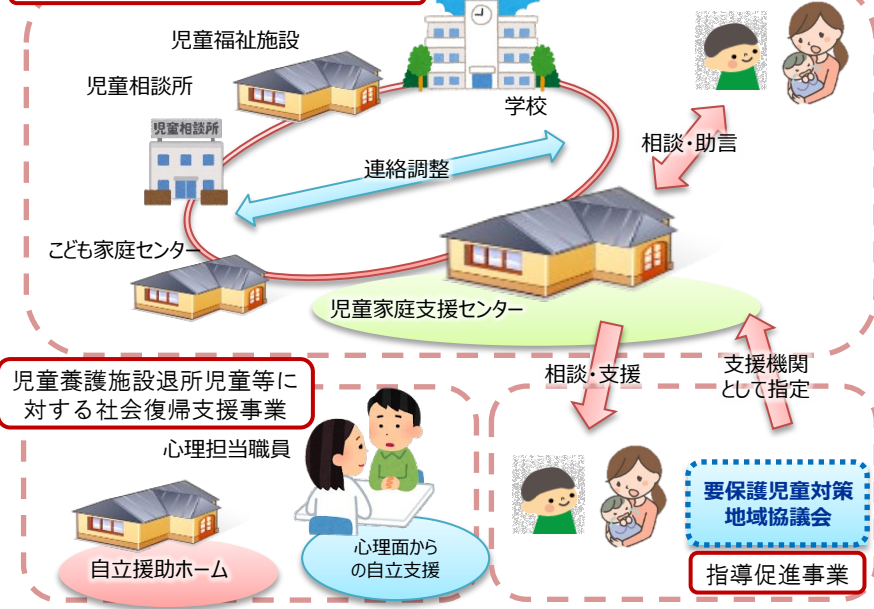 児童福祉施設
児童相談所
児童相談所
学校
相談・助言
連絡調整
こども家庭センター
児童家庭支援センター
相談・支援
支援機関
として指定
児童養護施設退所児童等に
対する社会復帰支援事業
心理担当職員
自立援助ホーム
心理面から
の自立支援
要保護児童対策
地域協議会
指導促進事業